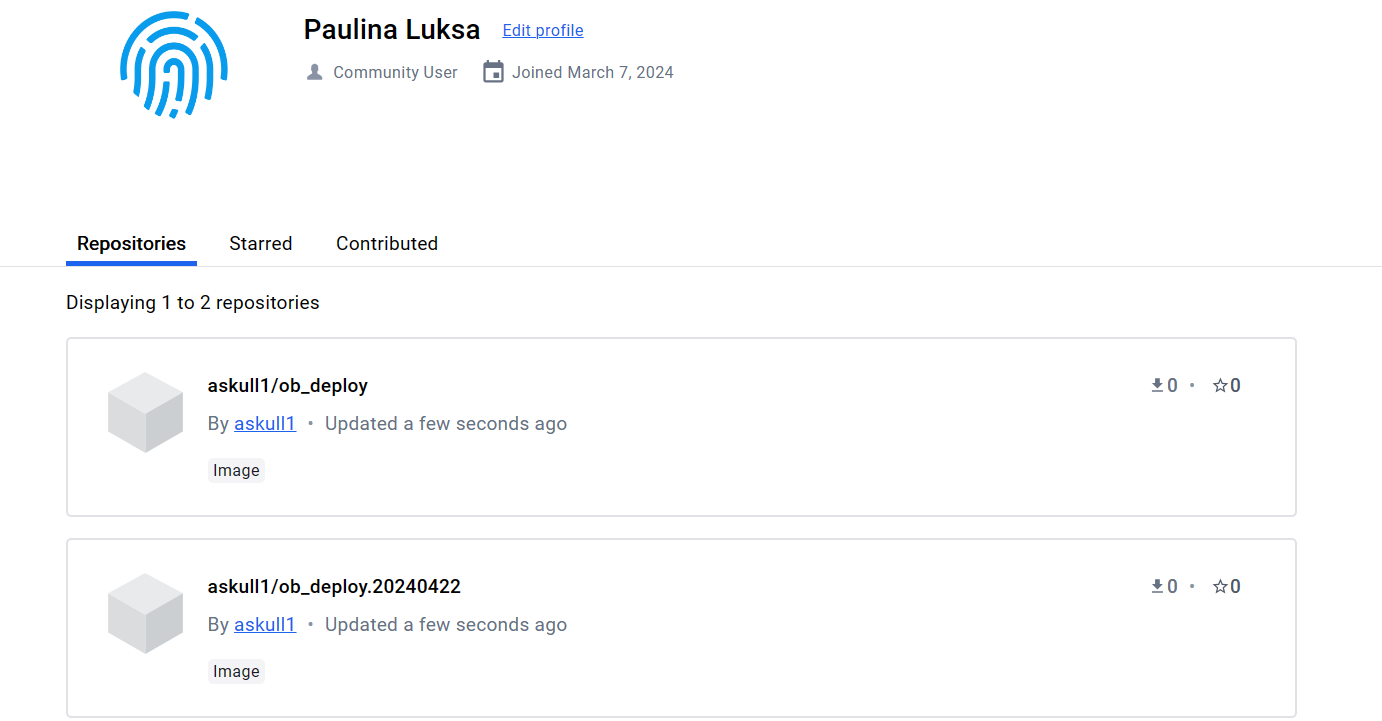 Paulina Luksa Edit profile
Community User Joined March 7, 2024
Repositories Starred Contributed
Displaying 1 to 2 repositories
askull1/ob_deploy 0 • 0
By askull1 • Updated a few seconds ago
Image
askull1/ob_deploy.20240422 0 • 0
By askull1 • Updated a few seconds ago
Image